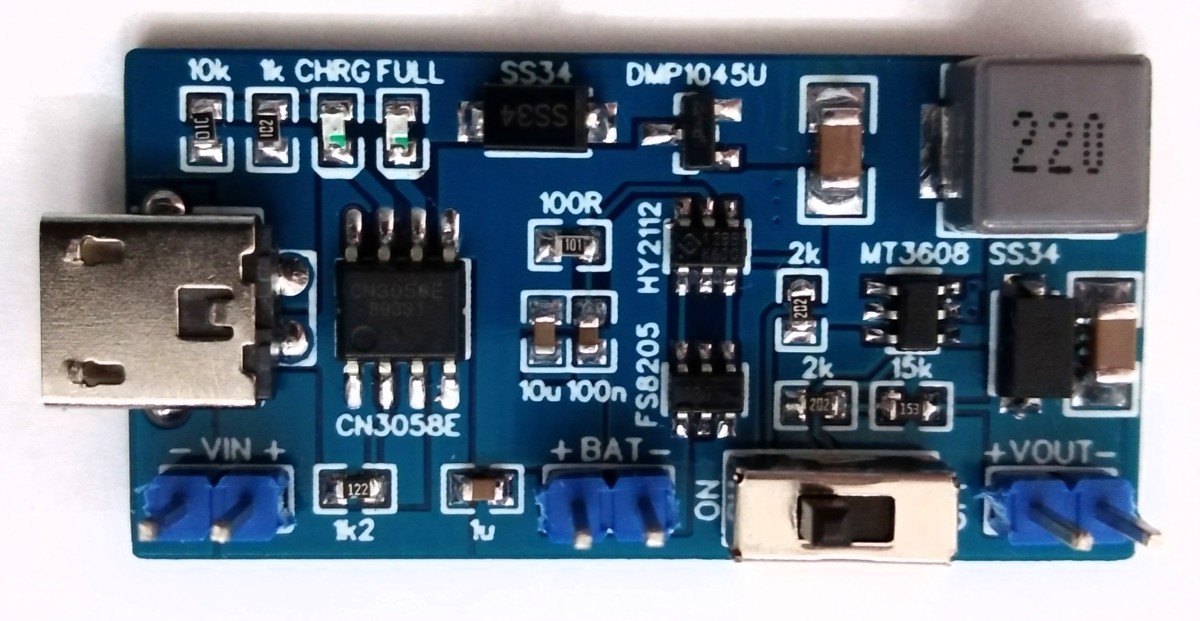 10k 1k CHRG FULL SS34 DMP1045U
01C 102 SS34 220
100R
101
HY2112
2k MT3608 SS34
CN3058E
202
10u 100n
FS8205
2k 15k
202 153
CN3058E
- VIN +
+ BAT -
+ VOUT -
122
1k2
1u
ON